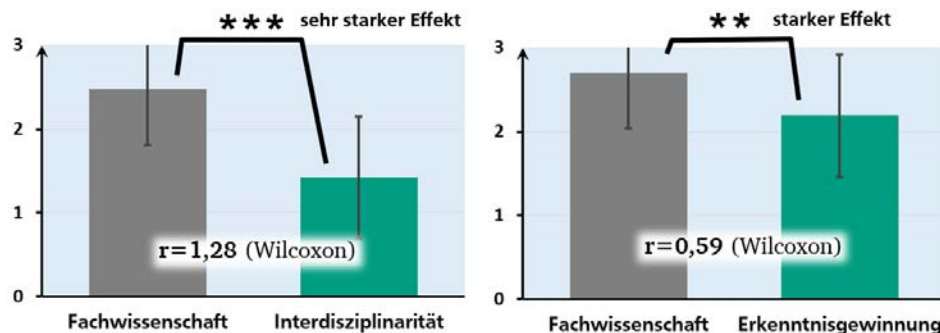 *** sehr starker Effekt
3
2
1
0
r=1,28 (Wilcoxon)
Fachwissenschaft Interdisziplinarität
** starker Effekt
3
2
1
0
r=0,59 (Wilcoxon)
Fachwissenschaft Erkenntnisgewinnung